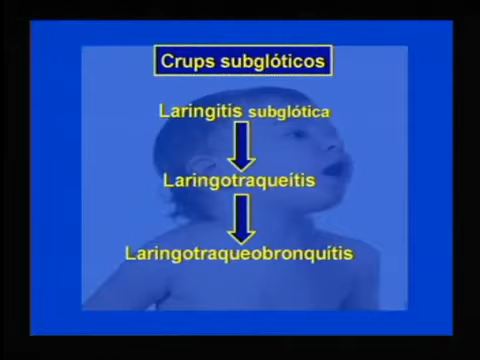 Crups subglóticos
Laringitis subglótica
Laringotraqueítis
Laringotraqueobronquítis